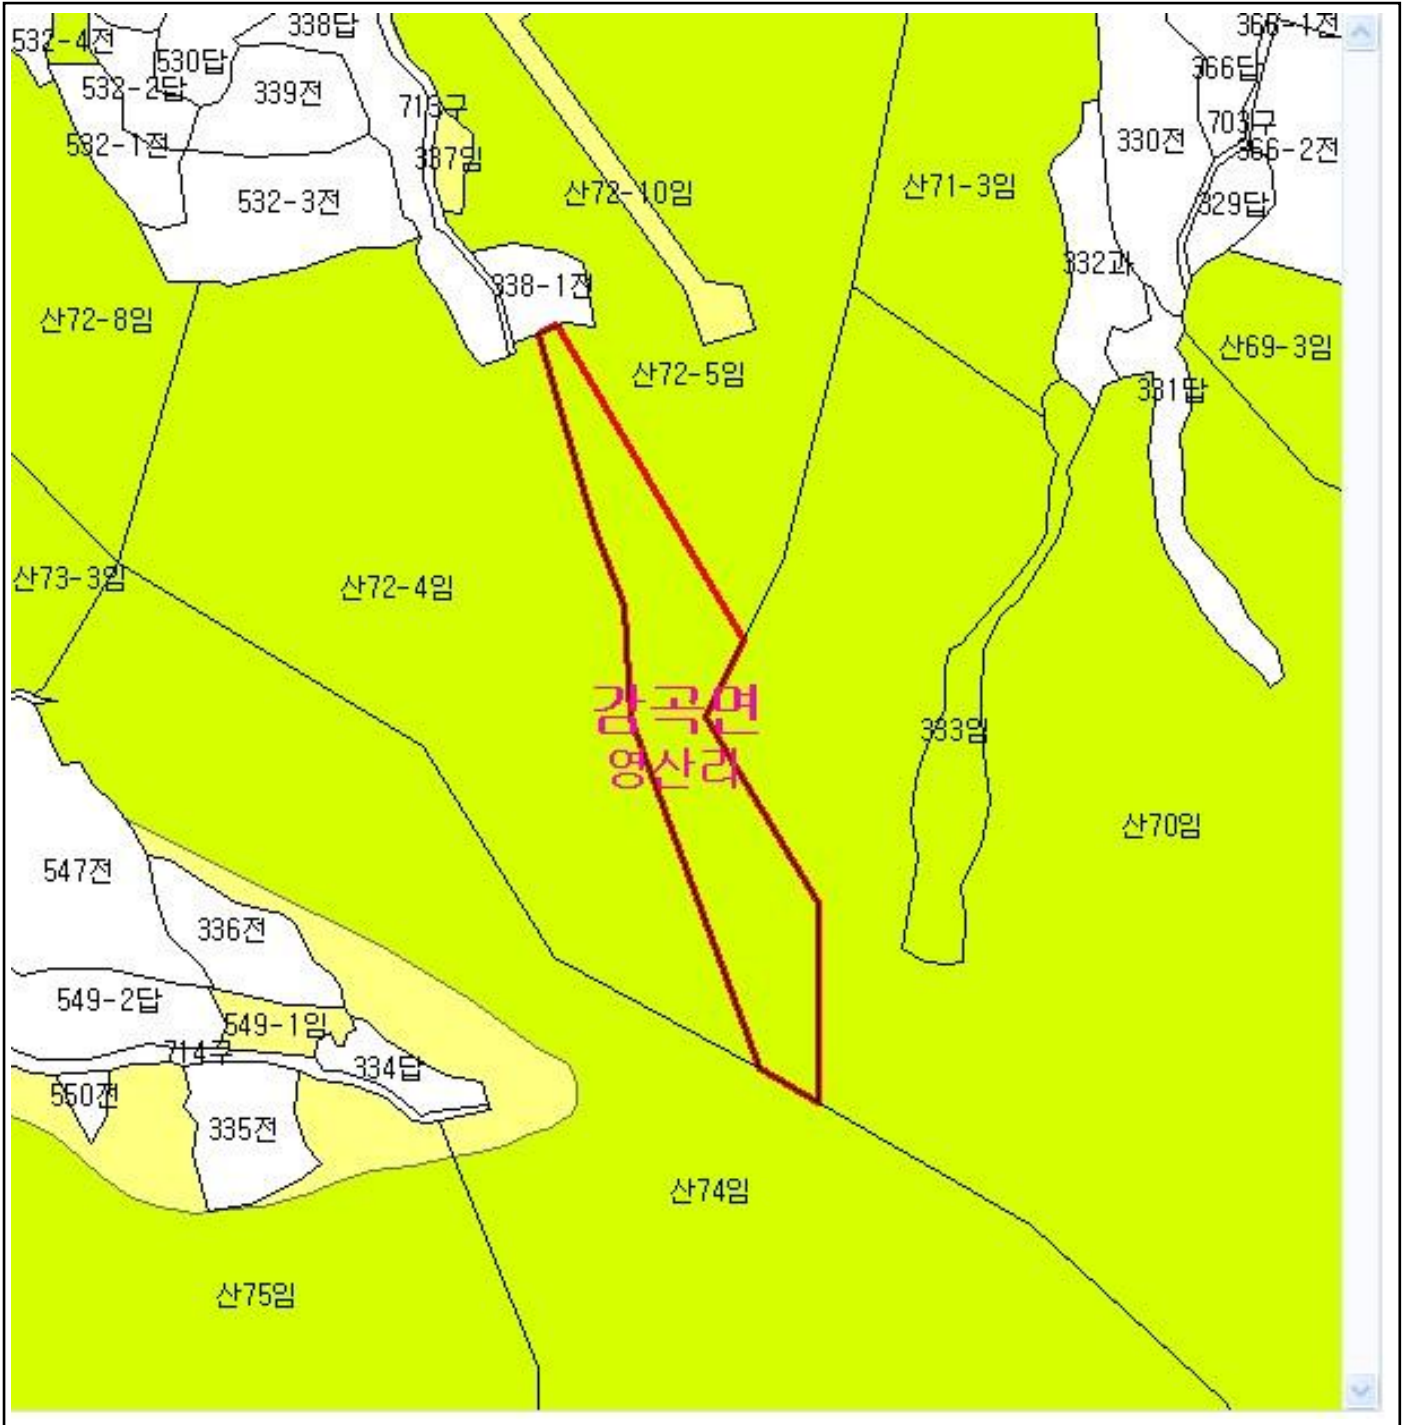 338답
366-1전
532-4전
530답
366답
532-2답
339전
713구
703구
532-1전
337임
330전
366-2전
산72-10임
산71-3임
532-3전
329답
332과
338-1전
산72-8임
산69-3임
산72-5임
331답
산73-3임
산72-4임
감곡면
영산리
333임
산70임
547전
336전
549-2답
549-1임
714구
334답
550전
335전
산74임
산75임